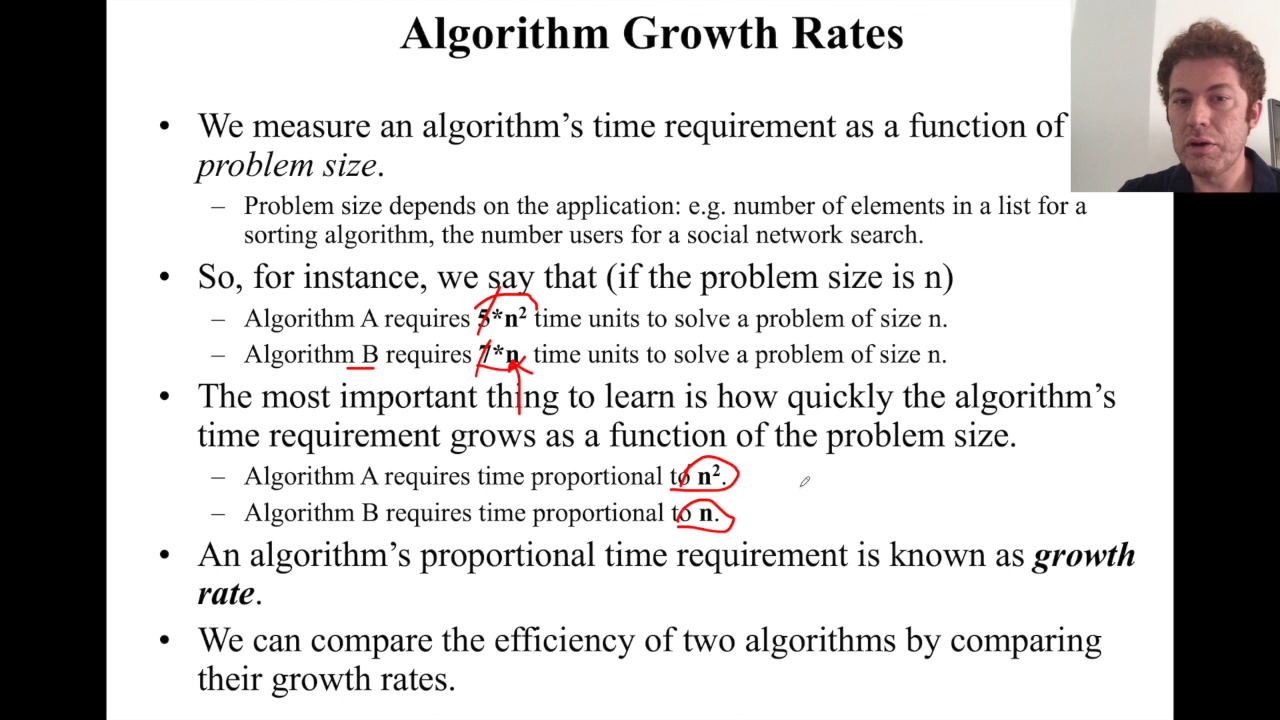 Algorithm Growth Rates
• We measure an algorithm's time requirement as a function of
problem size.
– Problem size depends on the application: e.g. number of elements in a list for a
sorting algorithm, the number users for a social network search.
• So, for instance, we say that (if the problem size is n)
– Algorithm A requires 5*n² time units to solve a problem of size n.
– Algorithm B requires 7*n time units to solve a problem of size n.
• The most important thing to learn is how quickly the algorithm's
time requirement grows as a function of the problem size.
– Algorithm A requires time proportional to n².
– Algorithm B requires time proportional to n.
• An algorithm's proportional time requirement is known as growth
rate.
• We can compare the efficiency of two algorithms by comparing
their growth rates.